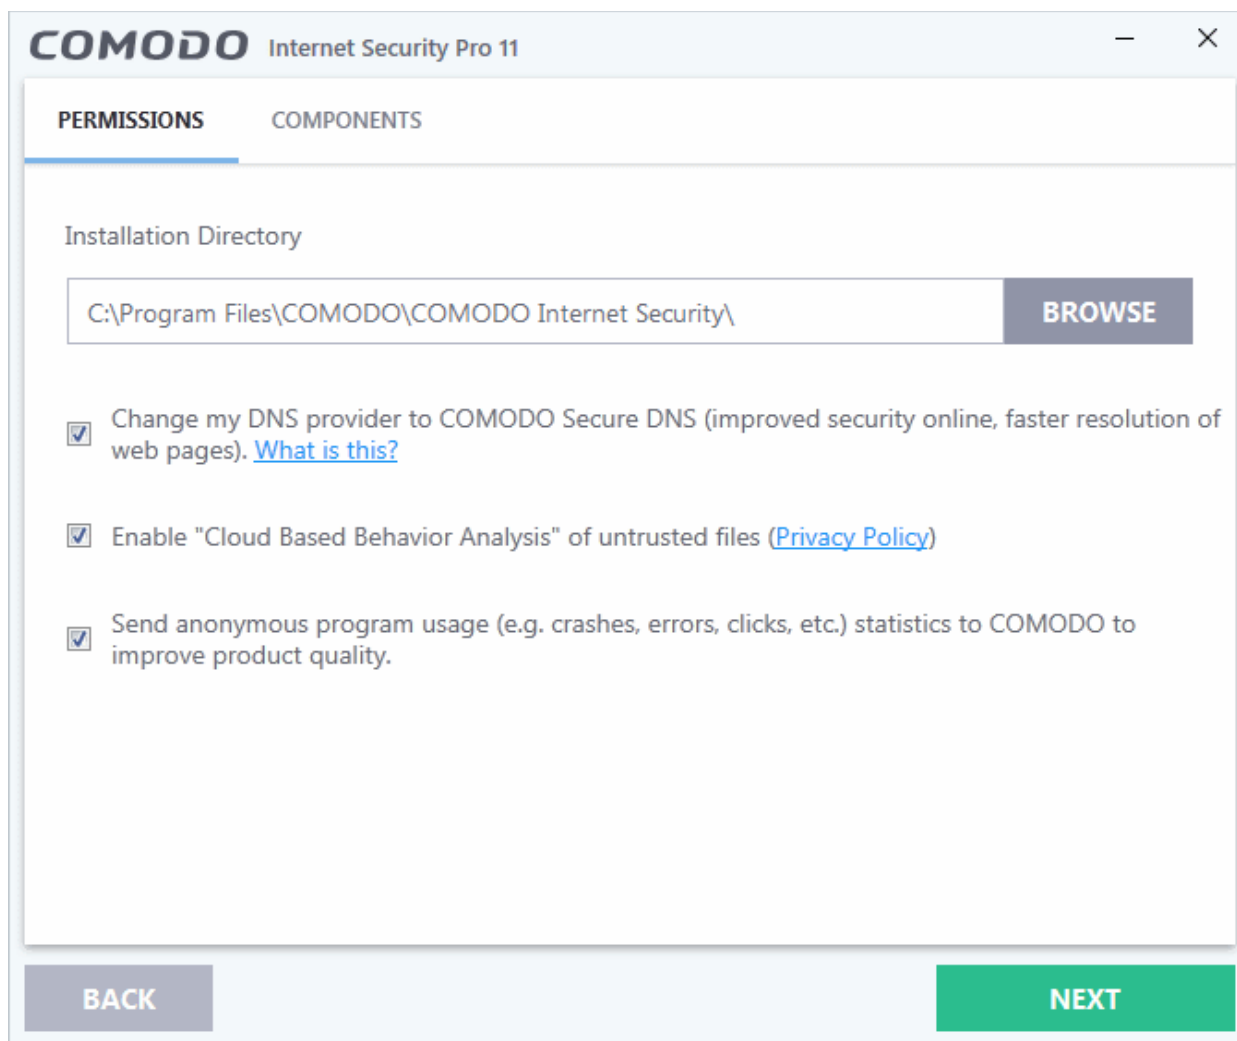 COMODO Internet Security Pro 11
PERMISSIONS COMPONENTS
Installation Directory
C:\Program Files\COMODO\COMODO Internet Security\ BROWSE
Change my DNS provider to COMODO Secure DNS (improved security online, faster resolution of
web pages). What is this?
Enable "Cloud Based Behavior Analysis" of untrusted files (Privacy Policy)
Send anonymous program usage (e.g. crashes, errors, clicks, etc.) statistics to COMODO to
improve product quality.
BACK NEXT